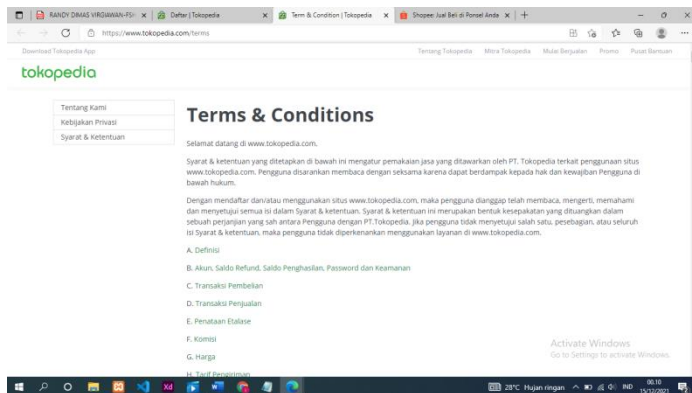 RANDY DIMAS VIRGIAWAN-FSI
Daftar | Tokopedia
Term & Condition | Tokopedia
Shopee: Jual Beli di Ponsel Anda
https://www.tokopedia.com/terms
Download Tokopedia App
Tentang Tokopedia Mitra Tokopedia Mulai Berjualan Promo Pusat Bantuan
tokopedia
Tentang Kami
Kebijakan Privasi
Syarat & Ketentuan
Terms & Conditions
Selamat datang di www.tokopedia.com.
Syarat & ketentuan yang ditetapkan di bawah ini mengatur pemakaian jasa yang ditawarkan oleh PT. Tokopedia terkait penggunaan situs
www.tokopedia.com. Pengguna disarankan membaca dengan seksama karena dapat berdampak kepada hak dan kewajiban Pengguna di
bawah hukum.
Dengan mendaftar dan/atau menggunakan situs www.tokopedia.com, maka pengguna dianggap telah membaca, mengerti, memahami
dan menyetujui semua isi dalam Syarat & ketentuan. Syarat & ketentuan ini merupakan bentuk kesepakatan yang dituangkan dalam
sebuah perjanjian yang sah antara Pengguna dengan PT.Tokopedia. Jika pengguna tidak menyetujui salah satu, pesebagian, atau seluruh
isi Syarat & ketentuan, maka pengguna tidak diperkenankan menggunakan layanan di www.tokopedia.com.
A. Definisi
B. Akun, Saldo Refund, Saldo Penghasilan, Password dan Keamanan
C. Transaksi Pembelian
D. Transaksi Penjualan
E. Penataan Etalase
F. Komisi
G. Harga
H. Tarif Pengiriman
Activate Windows
Go to Settings to activate Windows.
28°C Hujan ringan
IND
00.10
15/12/2021